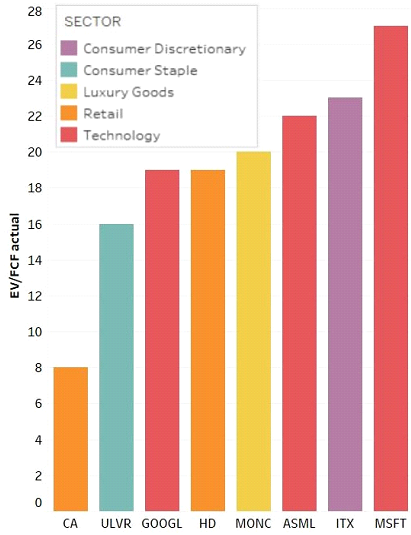 28
SECTOR
Consumer Discretionary
Consumer Staple
Luxury Goods
Retail
Technology
26
24
22
20
18
16
14
12
10
8
6
4
2
0
EV/FCF actual
CA ULVR GOOGL HD MONC ASML ITX MSFT